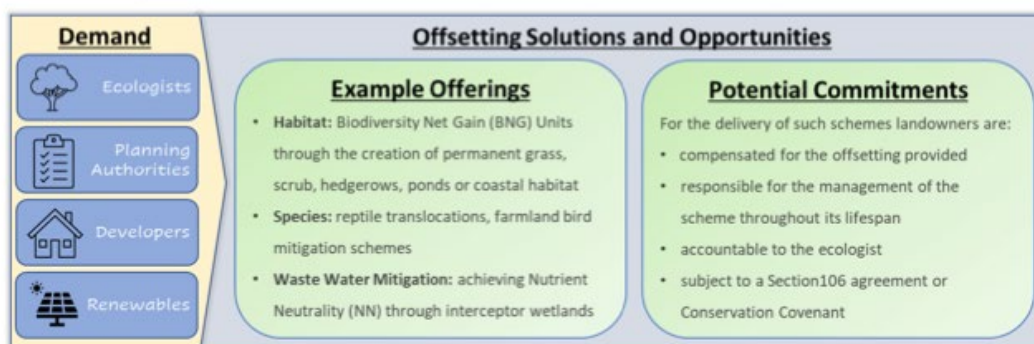 Demand
Ecologists
Planning
Authorities
Developers
Renewables
Offsetting Solutions and Opportunities
Example Offerings
• Habitat: Biodiversity Net Gain (BNG) Units
through the creation of permanent grass,
scrub, hedgerows, ponds or coastal habitat
• Species: reptile translocations, farmland bird
mitigation schemes
• Waste Water Mitigation: achieving Nutrient
Neutrality (NN) through interceptor wetlands
Potential Commitments
For the delivery of such schemes landowners are:
• compensated for the offsetting provided
• responsible for the management of the
scheme throughout its lifespan
• accountable to the ecologist
• subject to a Section106 agreement or
Conservation Covenant